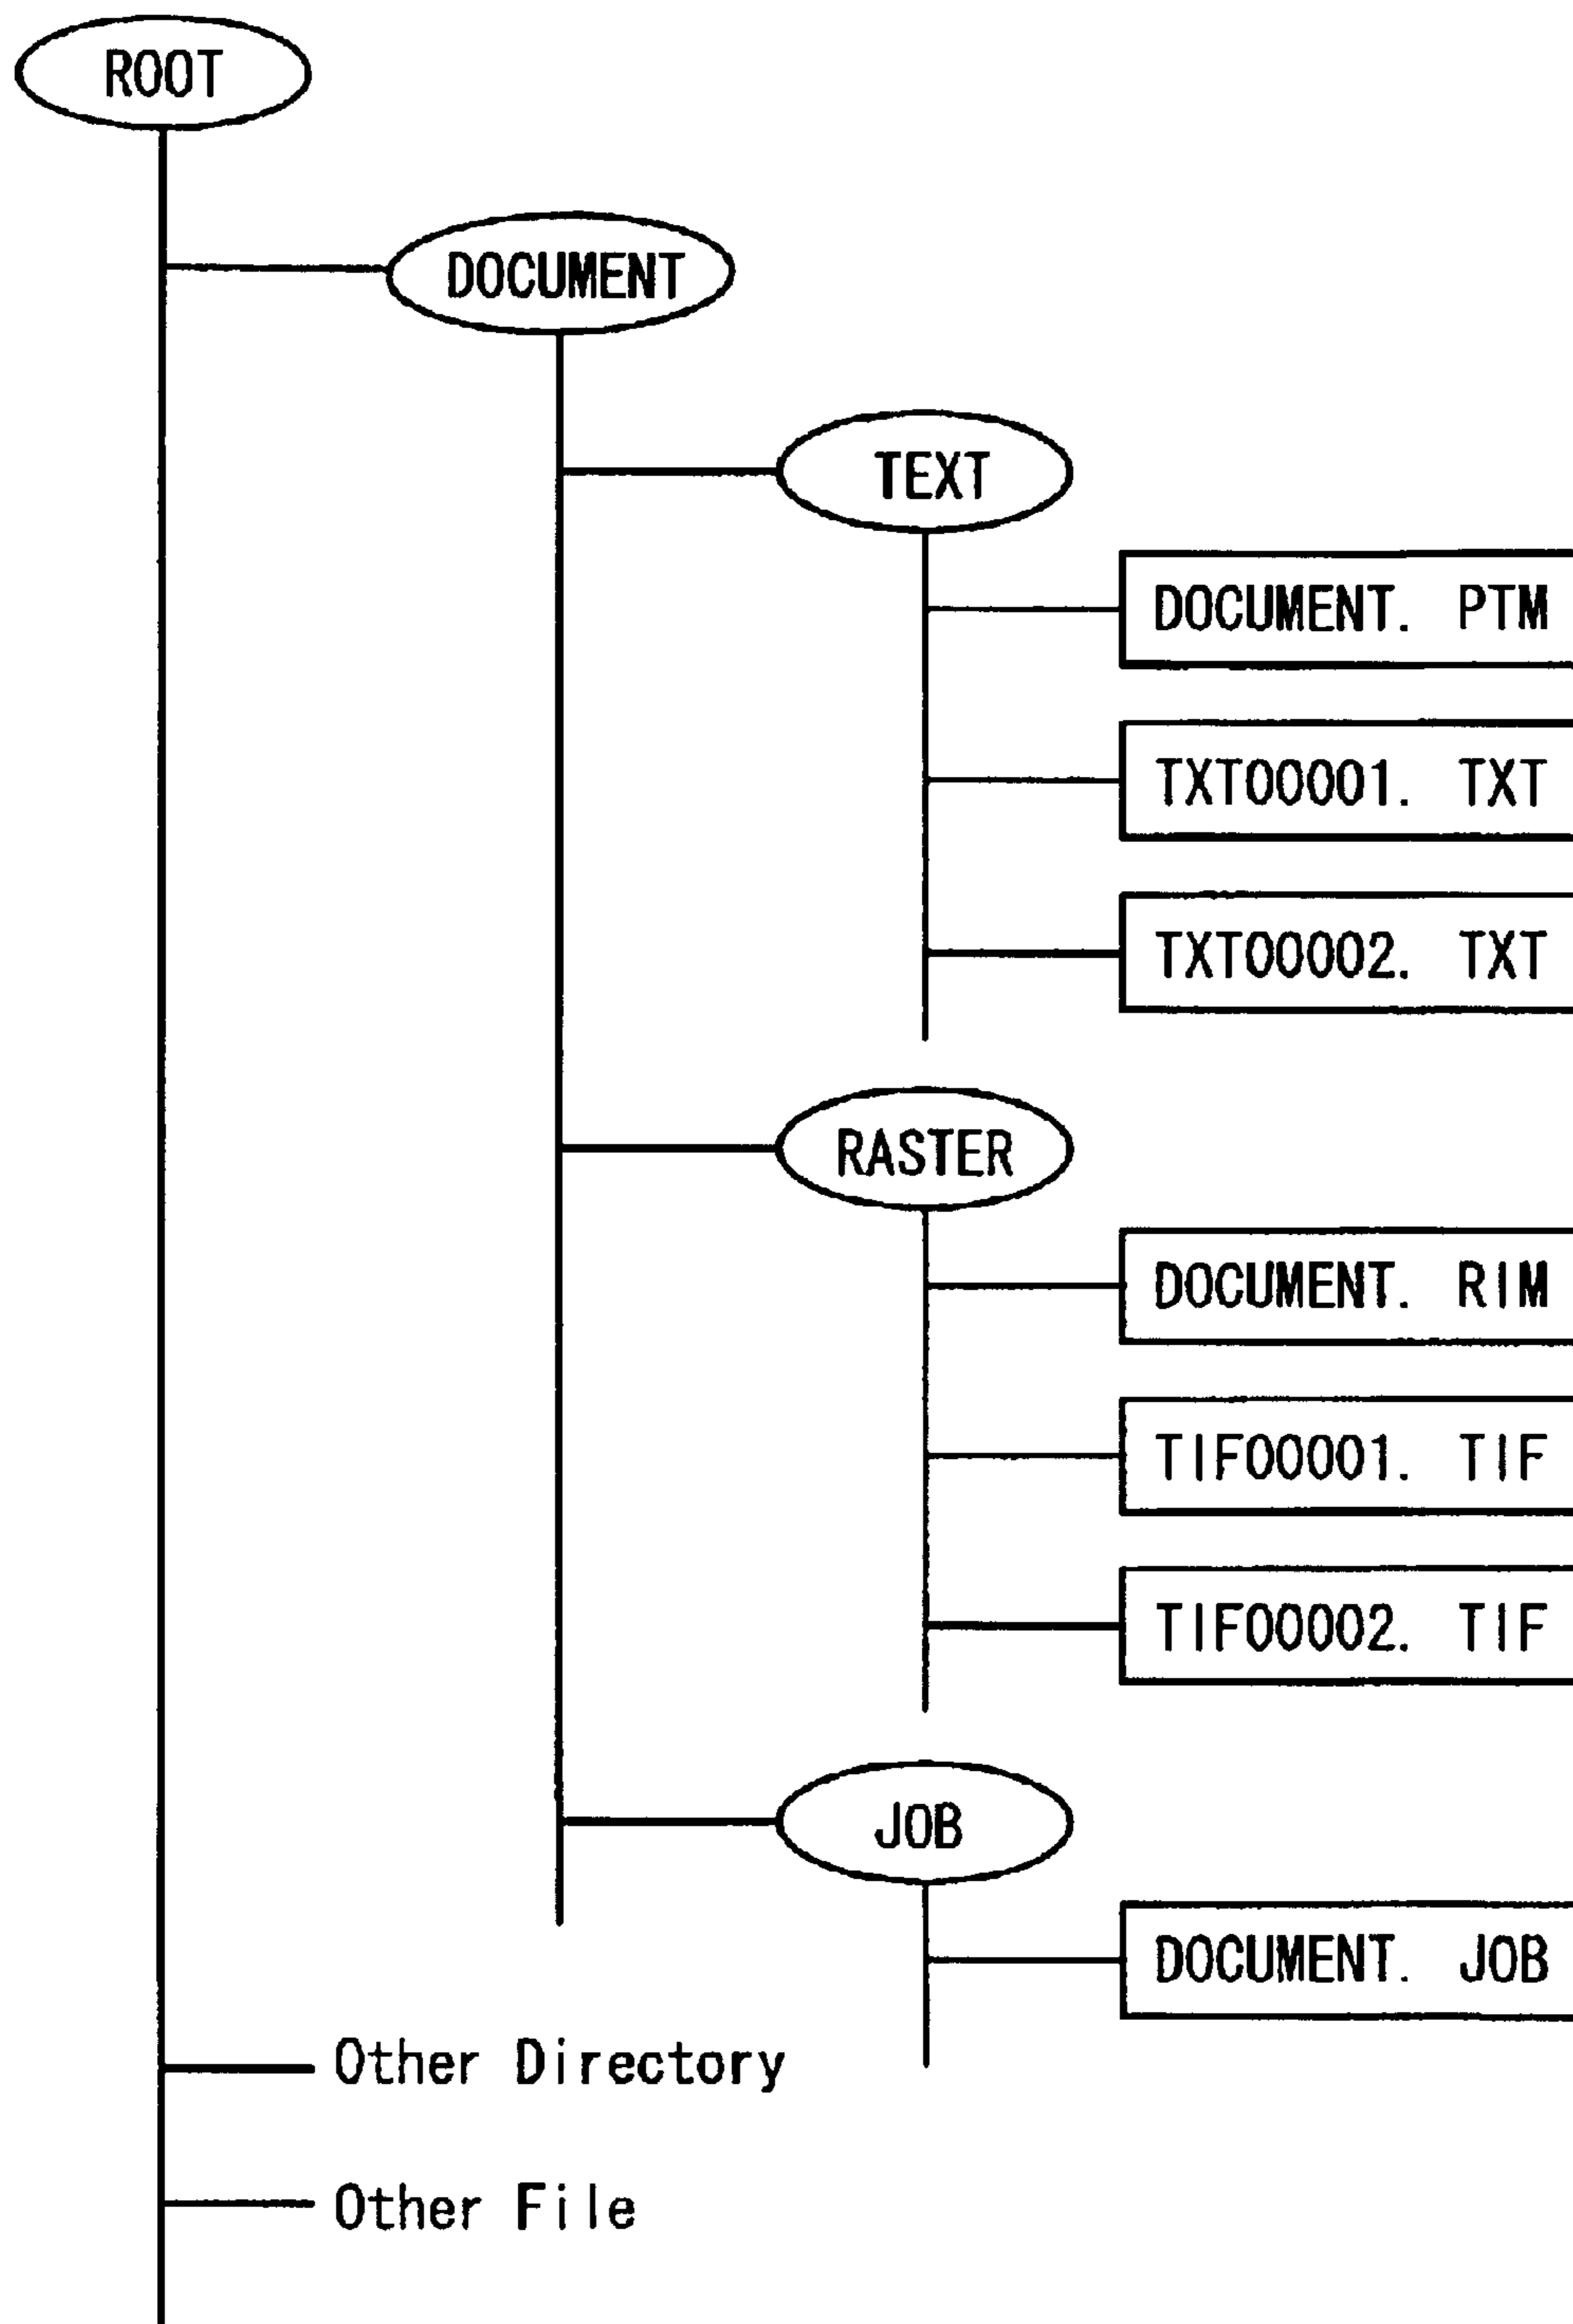 ROOT
DOCUMENT
TEXT
DOCUMENT. PTM
TXT00001. TXT
TXT00002. TXT
RASTER
DOCUMENT. RIM
TIF00001. TIF
TIF00002. TIF
JOB
DOCUMENT. JOB
Other Directory
Other File